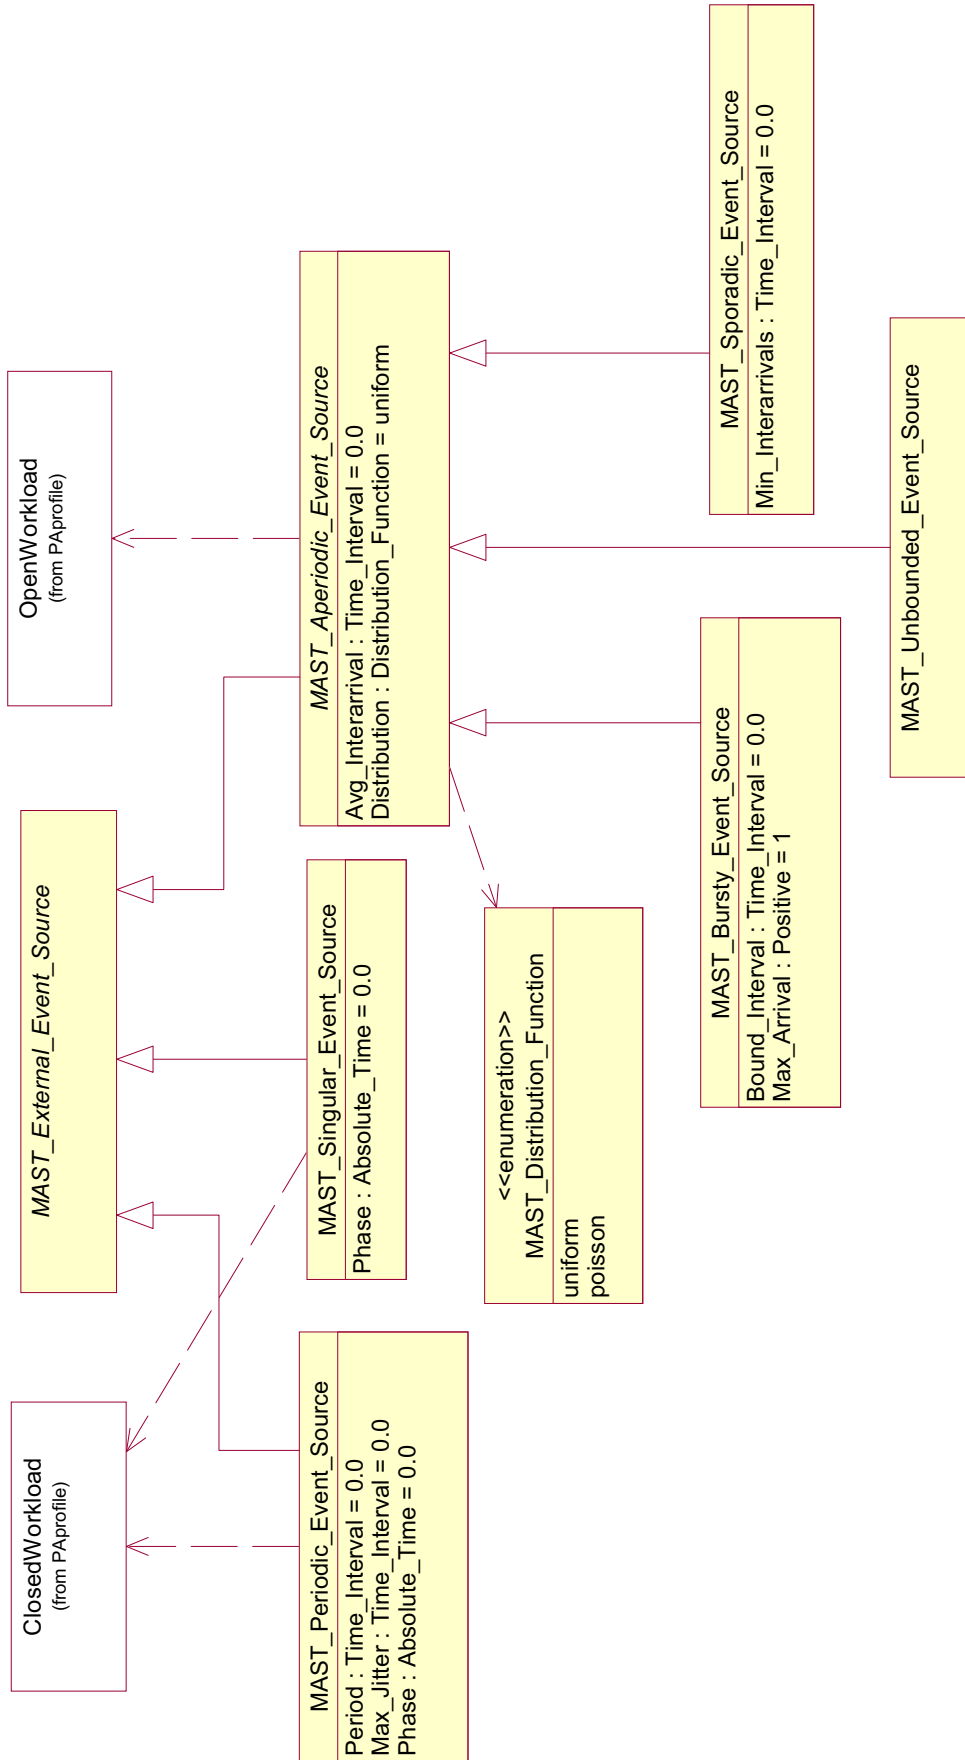 ClosedWorkload
(from PAprofile)
MAST_External_Event_Source
OpenWorkload
(from PAprofile)
MAST_Periodic_Event_Source
Period : Time_Interval = 0.0
Max_Jitter : Time_Interval = 0.0
Phase : Absolute_Time = 0.0
MAST_Singular_Event_Source
Phase : Absolute_Time = 0.0
MAST_Aperiodic_Event_Source
Avg_Interarrival : Time_Interval = 0.0
Distribution : Distribution_Function = uniform
<<enumeration>>
MAST_Distribution_Function
uniform
poisson
MAST_Bursty_Event_Source
Bound_Interval : Time_Interval = 0.0
Max_Arrival : Positive = 1
MAST_Sporadic_Event_Source
Min_Interarrivals : Time_Interval = 0.0
MAST_Unbounded_Event_Source